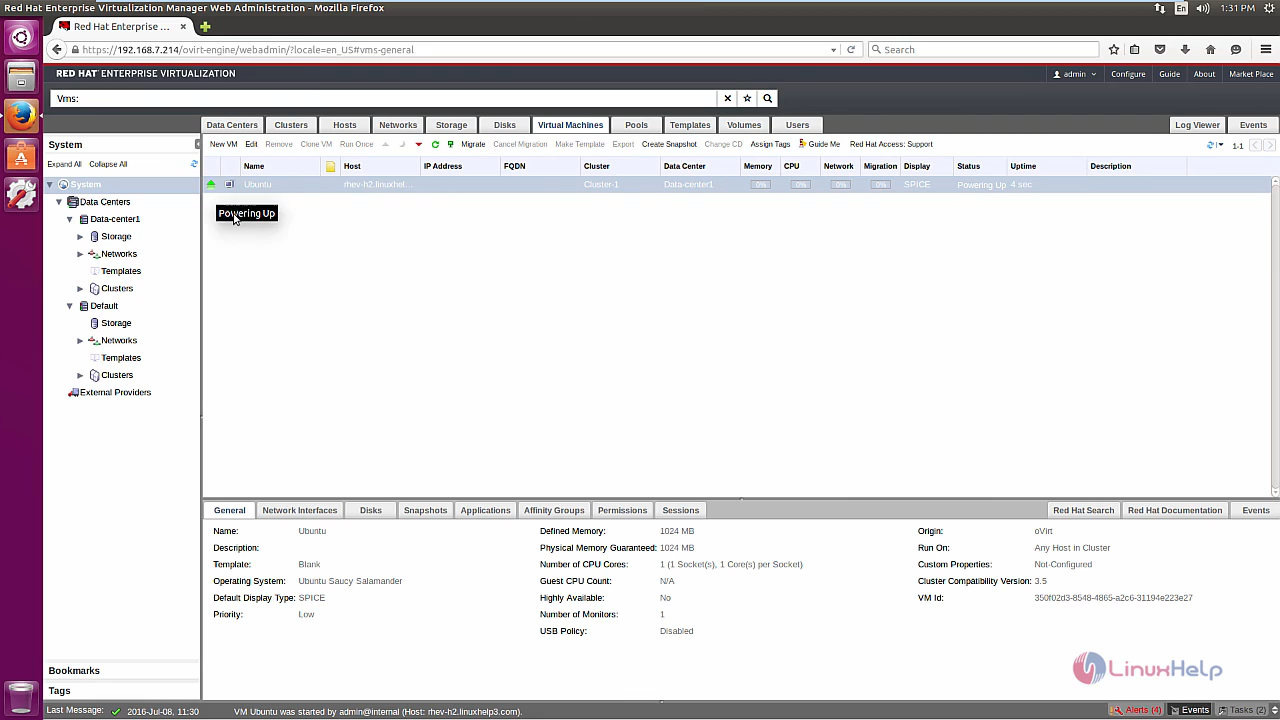 Red Hat Enterprise Virtualization Manager Web Administration - Mozilla Firefox
En 1:31 PM
Red Hat Enterprise ...
https://192.168.7.214/ovirt-engine/webadmin/?locale=en_US#vms-general
Search
RED HAT ENTERPRISE VIRTUALIZATION
admin Configure Guide About Market Place
Vms:
Data Centers Clusters Hosts Networks Storage Disks Virtual Machines Pools Templates Volumes Users Log Viewer Events
System
New VM Edit Remove Clone VM Run Once Migrate Cancel Migration Make Template Export Create Snapshot Change CD Assign Tags Guide Me Red Hat Access: Support 1-1
Expand All Collapse All
Name Host IP Address FQDN Cluster Data Center Memory CPU Network Migration Display Status Uptime Description
System
Ubuntu rhev-h2.linuxhel... Cluster-1 Data-center1 0% 0% 0% 0% SPICE Powering Up 4 sec
Powering Up
Data Centers
Data-center1
Storage
Networks
Templates
Clusters
Default
Storage
Networks
Templates
Clusters
External Providers
Bookmarks
Tags
General Network Interfaces Disks Snapshots Applications Affinity Groups Permissions Sessions Red Hat Search Red Hat Documentation Events
Name: Ubuntu Defined Memory: 1024 MB Origin: oVirt
Description: Physical Memory Guaranteed: 1024 MB Run On: Any Host in Cluster
Template: Blank Number of CPU Cores: 1 (1 Socket(s), 1 Core(s) per Socket) Custom Properties: Not-Configured
Operating System: Ubuntu Saucy Salamander Guest CPU Count: N/A Cluster Compatibility Version: 3.5
Default Display Type: SPICE Highly Available: No VM Id: 350f02d3-8548-4865-a2c6-31194e223e27
Priority: Low Number of Monitors: 1
USB Policy: Disabled
LinuxHelp
Last Message: 2016-Jul-08, 11:30 VM Ubuntu was started by admin@internal (Host: rhev-h2.linuxhelp3.com). Alerts (4) Events Tasks (2)